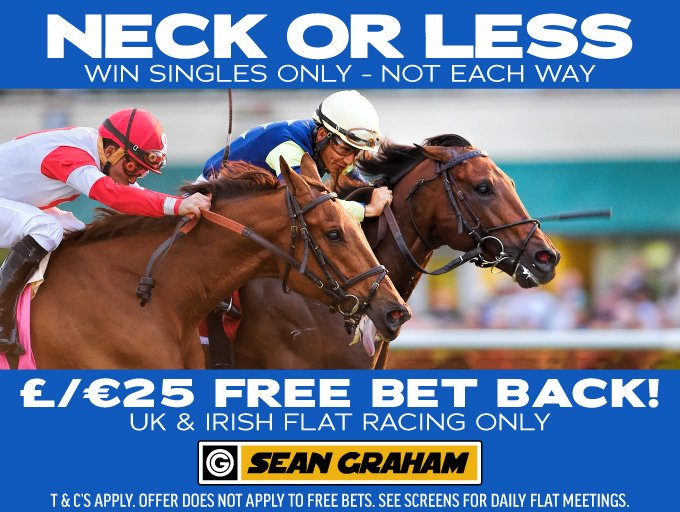 NECK OR LESS
WIN SINGLES ONLY - NOT EACH WAY
£/€25 FREE BET BACK!
UK & IRISH FLAT RACING ONLY
G SEAN GRAHAM
T & C'S APPLY. OFFER DOES NOT APPLY TO FREE BETS. SEE SCREENS FOR DAILY FLAT MEETINGS.